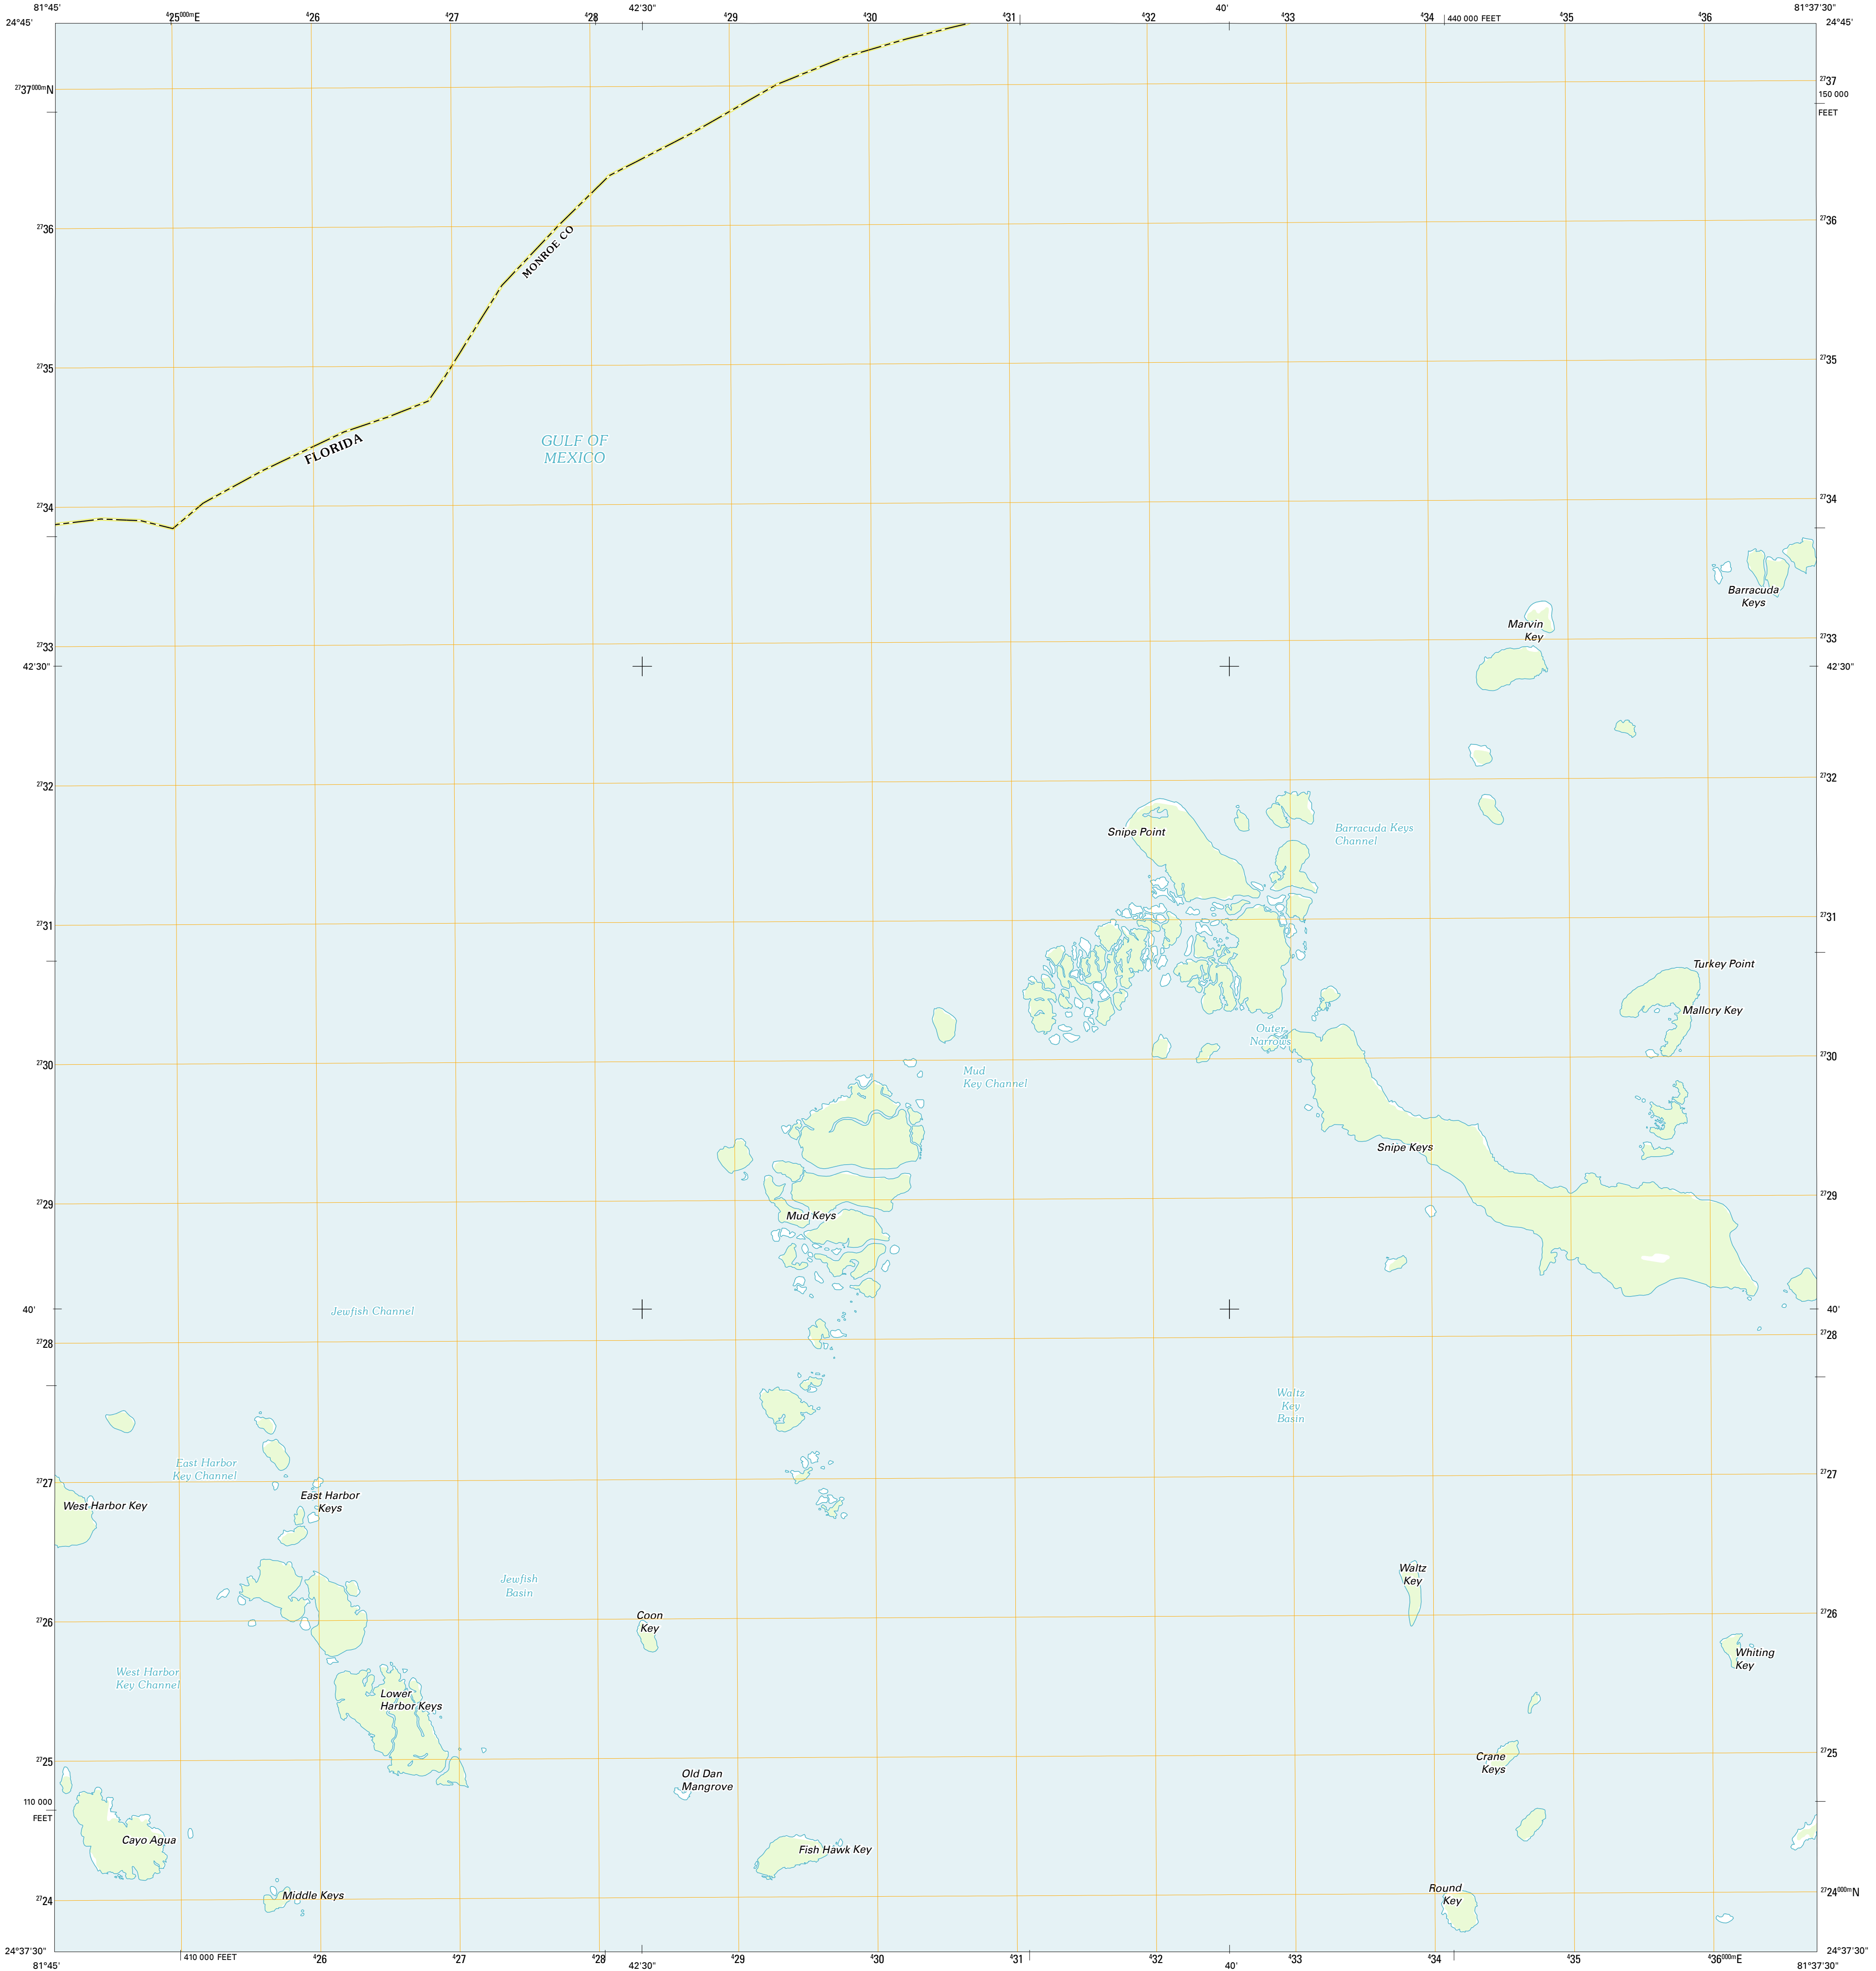 81°45' 42'30" 40' 81°37'30"
24°45' ⁴25⁰⁰⁰ᵐE ⁴26 ⁴27 ⁴28 ⁴29 ⁴30 ⁴31 ⁴32 ⁴33 ⁴34 440 000 FEET ⁴35 ⁴36 24°45'
²⁷37⁰⁰⁰ᵐN ²⁷37
150 000
FEET
²⁷36 ²⁷36
MONROE CO
²⁷35 ²⁷35
FLORIDA
GULF OF
MEXICO
²⁷34 ²⁷34
Barracuda
Keys
Marvin
Key
²⁷33 ²⁷33
42'30" 42'30"
²⁷32 ²⁷32
Snipe Point
Barracuda Keys
Channel
²⁷31 ²⁷31
Turkey Point
Mallory Key
Outer
Narrows
²⁷30 ²⁷30
Mud
Key Channel
Snipe Keys
²⁷29 ²⁷29
Mud Keys
40' 40'
Jewfish Channel
²⁷28 ²⁷28
Waltz
Key
Basin
East Harbor
Key Channel
²⁷27 ²⁷27
West Harbor Key
East Harbor
Keys
Jewfish
Basin
Waltz
Key
²⁷26 ²⁷26
Coon
Key
Whiting
Key
West Harbor
Key Channel
Lower
Harbor Keys
²⁷25 ²⁷25
Crane
Keys
Old Dan
Mangrove
110 000
FEET
Cayo Agua
Fish Hawk Key
Middle Keys
Round
Key
²⁷24 ²⁷24⁰⁰⁰ᵐN
24°37'30" 410 000 FEET ⁴26 ⁴27 ⁴28 ⁴29 ⁴30 ⁴31 ⁴32 ⁴33 ⁴34 ⁴35 ⁴36⁰⁰⁰ᵐE 24°37'30"
81°45' 42'30" 40' 81°37'30"